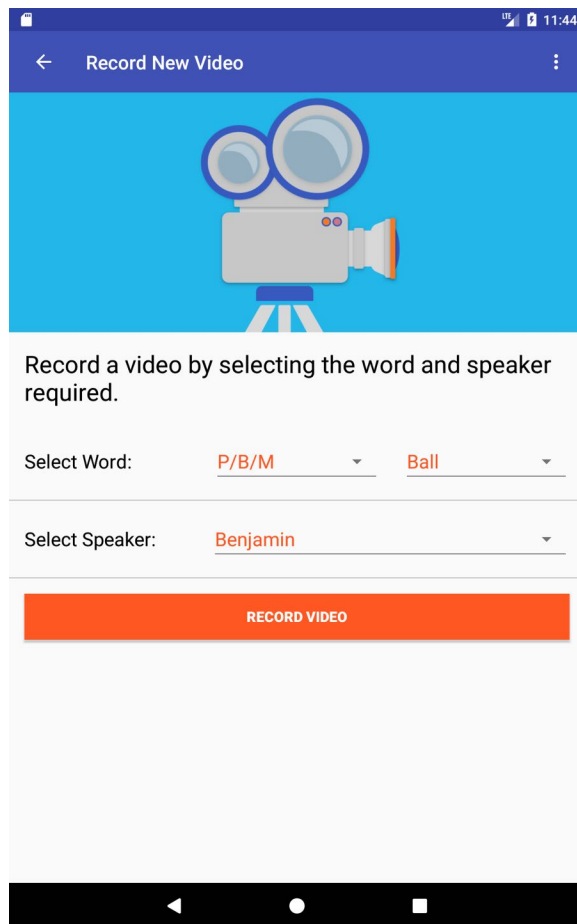 LTE 11:44
Record New Video
Record a video by selecting the word and speaker
required.
Select Word: P/B/M Ball
Select Speaker: Benjamin
RECORD VIDEO